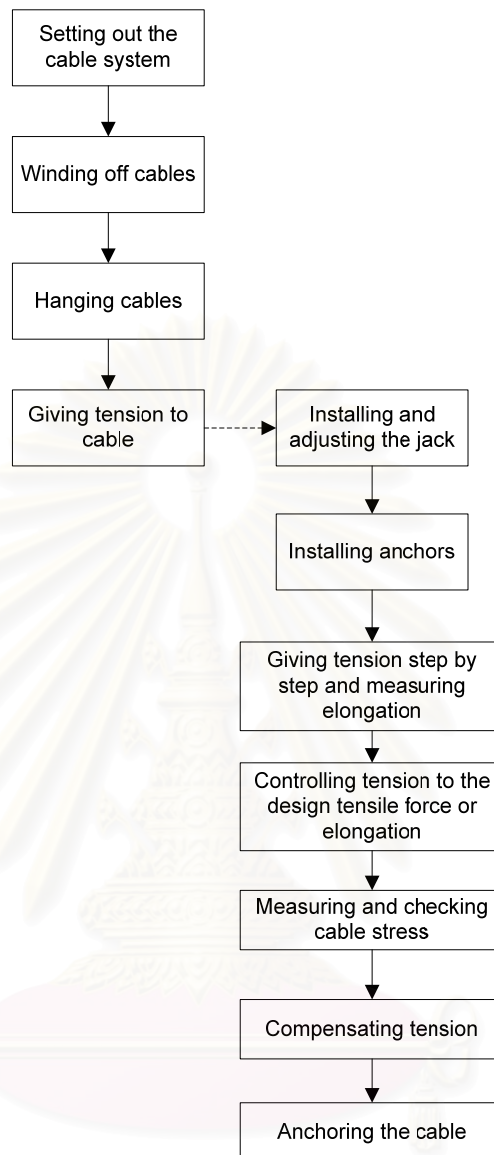 Setting out the
cable system
Winding off cables
Hanging cables
Giving tension to
cable
Installing and
adjusting the jack
Installing anchors
Giving tension step by
step and measuring
elongation
Controlling tension to the
design tensile force or
elongation
Measuring and checking
cable stress
Compensating tension
Anchoring the cable